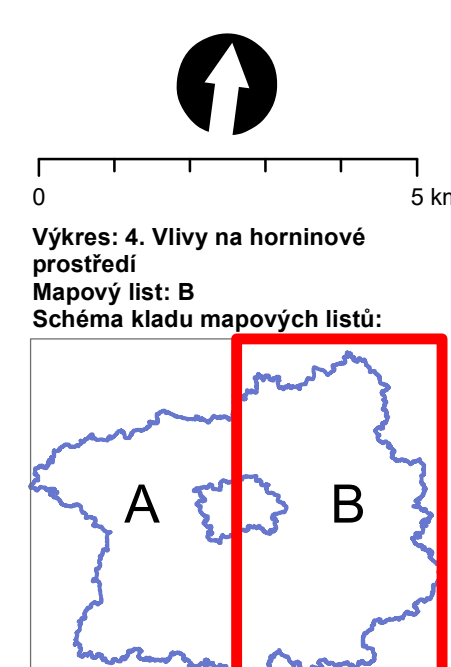 0 5 km
Výkres: 4. Vlivy na horninové
prostředí
Mapový list: B
Schéma kladu mapových listů:
A B